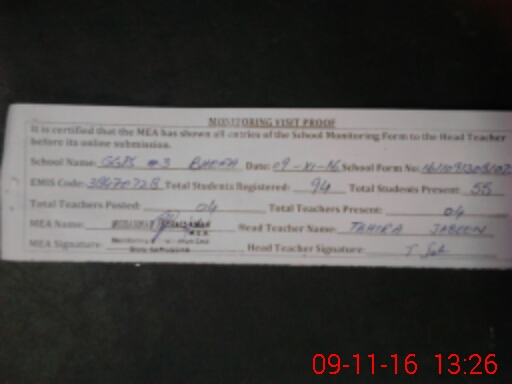 MONITORING VISIT PROOF
It is certified that the MEA has shown all entries of the School Monitoring Form to the Head Teacher
before its online submission.
School Name: GGPS #3 Date: 09-XI-16 School Form No:
EMIS Code: 38470728 Total Students Registered: 94 Total Students Present: 55
Total Teachers Posted: 04 Total Teachers Present: 04
MEA Name: Head Teacher Name: TAHIRA JABEEN
MEA Signature: Head Teacher Signature:
09-11-16 13:26